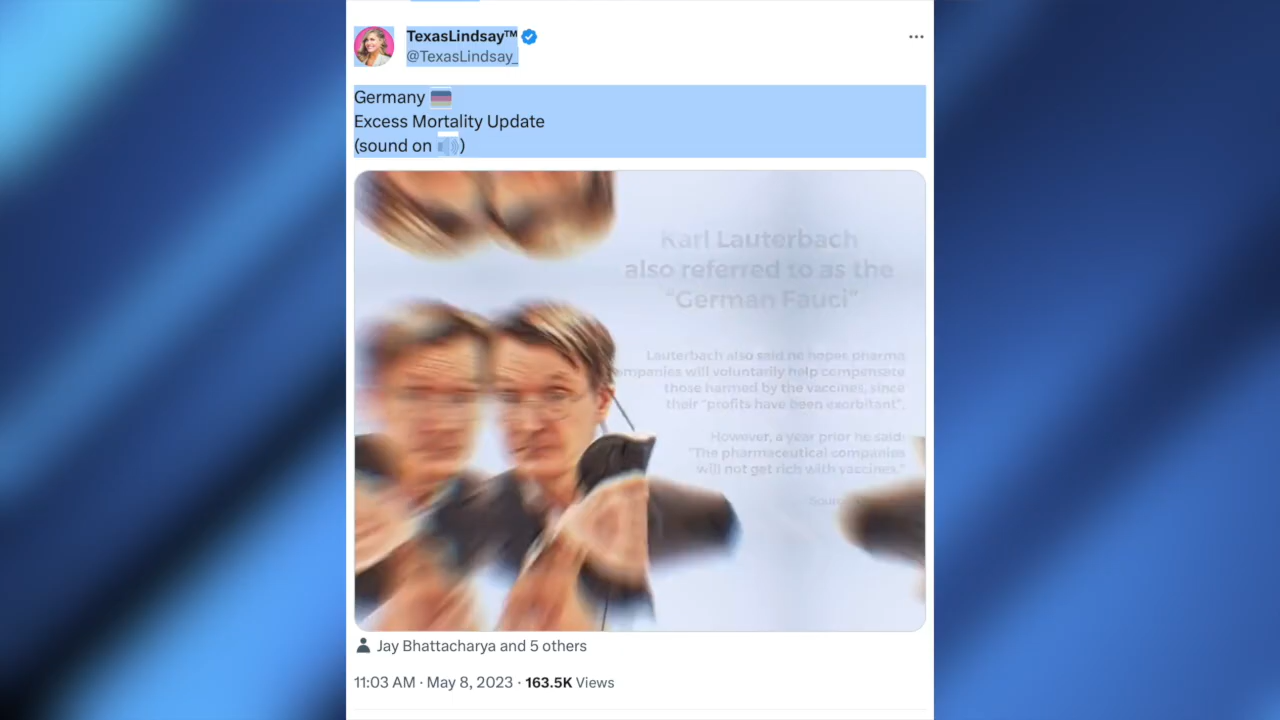 TexasLindsay™
@TexasLindsay_
Germany
Excess Mortality Update
(sound on 🔊)
Karl Lauterbach
also referred to as the
"German Fauci"
Lauterbach also said he hopes pharma
companies will voluntarily help compensate
those harmed by the vaccines, since
their "profits have been exorbitant".
However, a year prior he said:
"The pharmaceutical companies
will not get rich with vaccines."
Jay Bhattacharya and 5 others
11:03 AM · May 8, 2023 · 163.5K Views